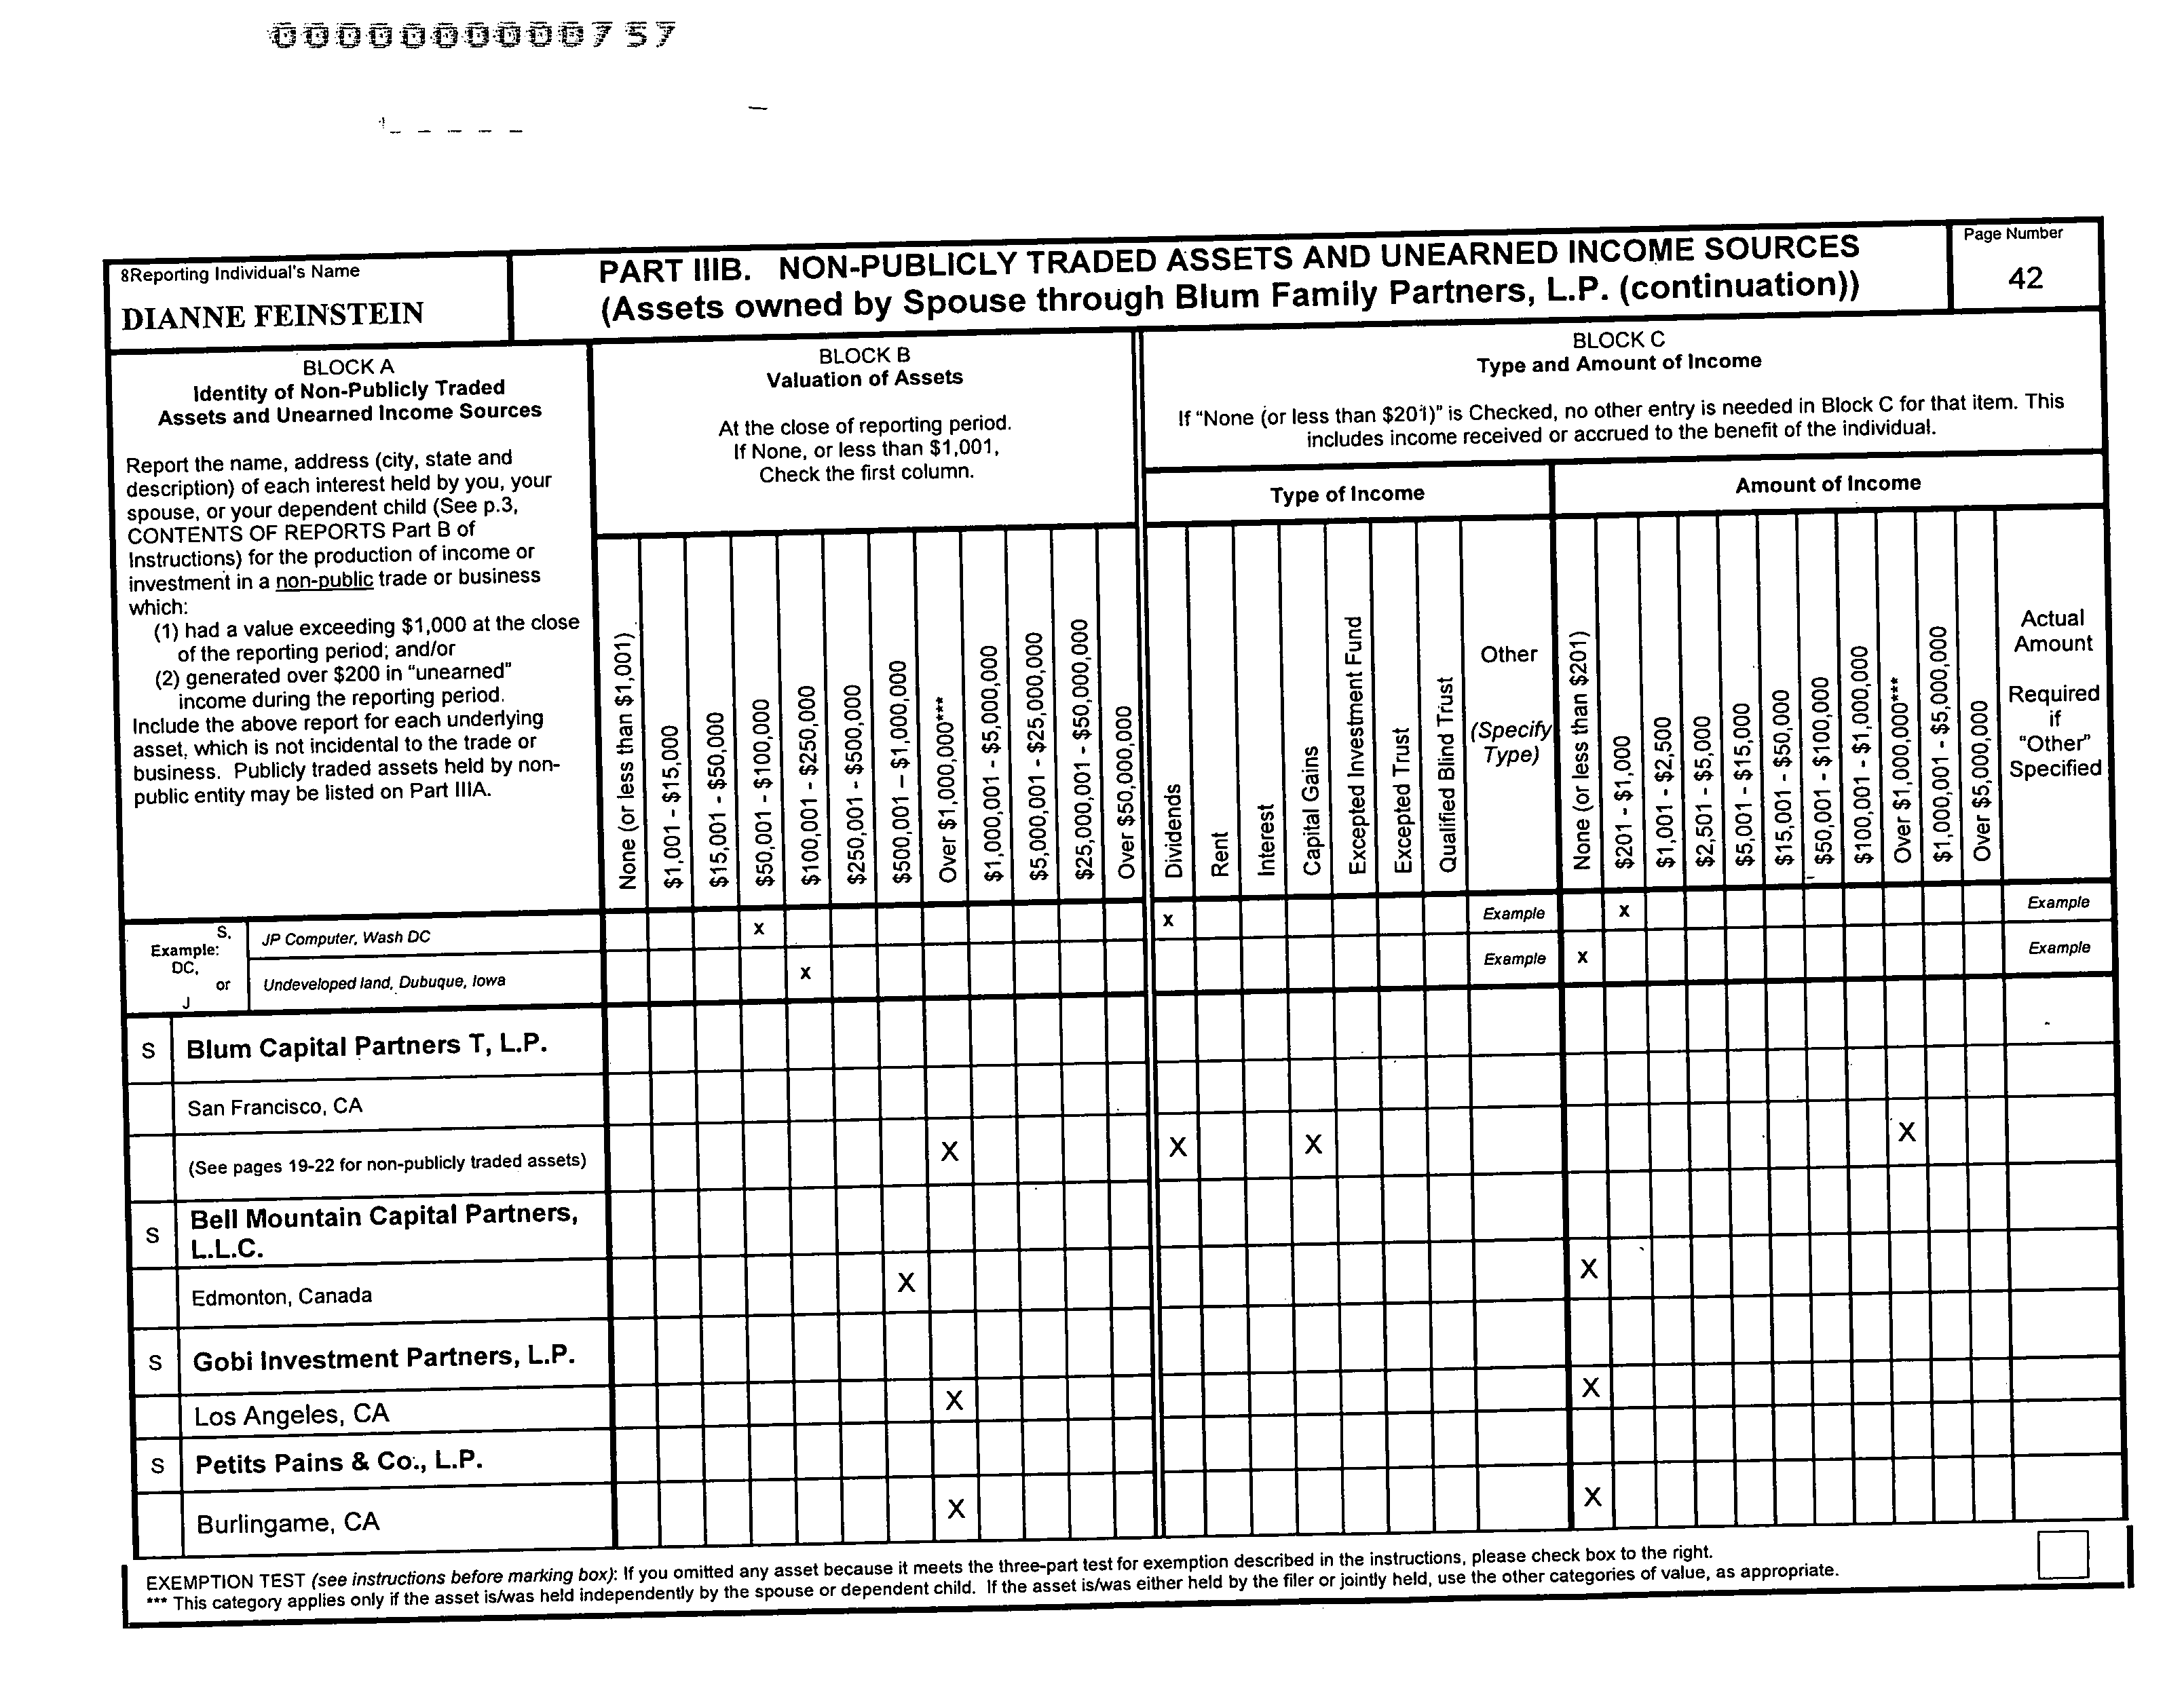 000000000757
8Reporting Individual's Name
DIANNE FEINSTEIN
PART IIIB. NON-PUBLICLY TRADED ASSETS AND UNEARNED INCOME SOURCES
(Assets owned by Spouse through Blum Family Partners, L.P. (continuation))
Page Number
42
BLOCK A
Identity of Non-Publicly Traded
Assets and Unearned Income Sources
Report the name, address (city, state and
description) of each interest held by you, your
spouse, or your dependent child (See p.3,
CONTENTS OF REPORTS Part B of
Instructions) for the production of income or
investment in a non-public trade or business
which:
(1) had a value exceeding $1,000 at the close
of the reporting period; and/or
(2) generated over $200 in "unearned"
income during the reporting period.
Include the above report for each underlying
asset, which is not incidental to the trade or
business. Publicly traded assets held by non-
public entity may be listed on Part IIIA.
BLOCK B
Valuation of Assets
At the close of reporting period.
If None, or less than $1,001,
Check the first column.
BLOCK C
Type and Amount of Income
If "None (or less than $201)" is Checked, no other entry is needed in Block C for that item. This
includes income received or accrued to the benefit of the individual.
Type of Income
Amount of Income
None (or less than $1,001)
$1,001 - $15,000
$15,001 - $50,000
$50,001 - $100,000
$100,001 - $250,000
$250,001 - $500,000
$500,001 – $1,000,000
Over $1,000,000***
$1,000,001 - $5,000,000
$5,000,001 - $25,000,000
$25,000,001 - $50,000,000
Over $50,000,000
Dividends
Rent
Interest
Capital Gains
Excepted Investment Fund
Excepted Trust
Qualified Blind Trust
Other
(Specify
Type)
None (or less than $201)
$201 - $1,000
$1,001 - $2,500
$2,501 - $5,000
$5,001 - $15,000
$15,001 - $50,000
$50,001 - $100,000
$100,001 - $1,000,000
Over $1,000,000***
$1,000,001 - $5,000,000
Over $5,000,000
Actual
Amount
Required
if
"Other"
Specified
S,
Example:
DC,
or
J
JP Computer, Wash DC x x Example x Example
Undeveloped land, Dubuque, Iowa x Example x Example
S Blum Capital Partners T, L.P.
San Francisco, CA
(See pages 19-22 for non-publicly traded assets) X X X X
S Bell Mountain Capital Partners,
L.L.C.
Edmonton, Canada X X
S Gobi Investment Partners, L.P.
Los Angeles, CA X X
S Petits Pains & Co., L.P.
Burlingame, CA X X
EXEMPTION TEST (see instructions before marking box): If you omitted any asset because it meets the three-part test for exemption described in the instructions, please check box to the right.
*** This category applies only if the asset is/was held independently by the spouse or dependent child. If the asset is/was either held by the filer or jointly held, use the other categories of value, as appropriate.